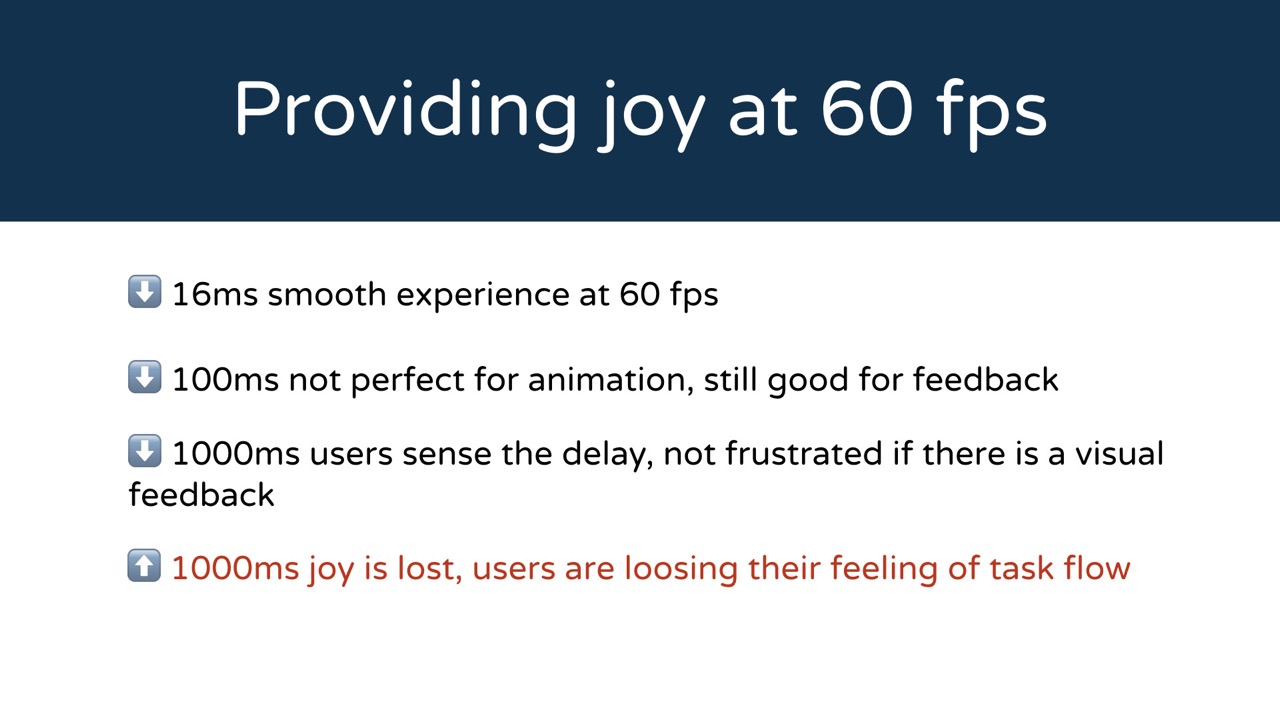 Providing joy at 60 fps
⬇️ 16ms smooth experience at 60 fps
⬇️ 100ms not perfect for animation, still good for feedback
⬇️ 1000ms users sense the delay, not frustrated if there is a visual
feedback
⬆️ 1000ms joy is lost, users are loosing their feeling of task flow